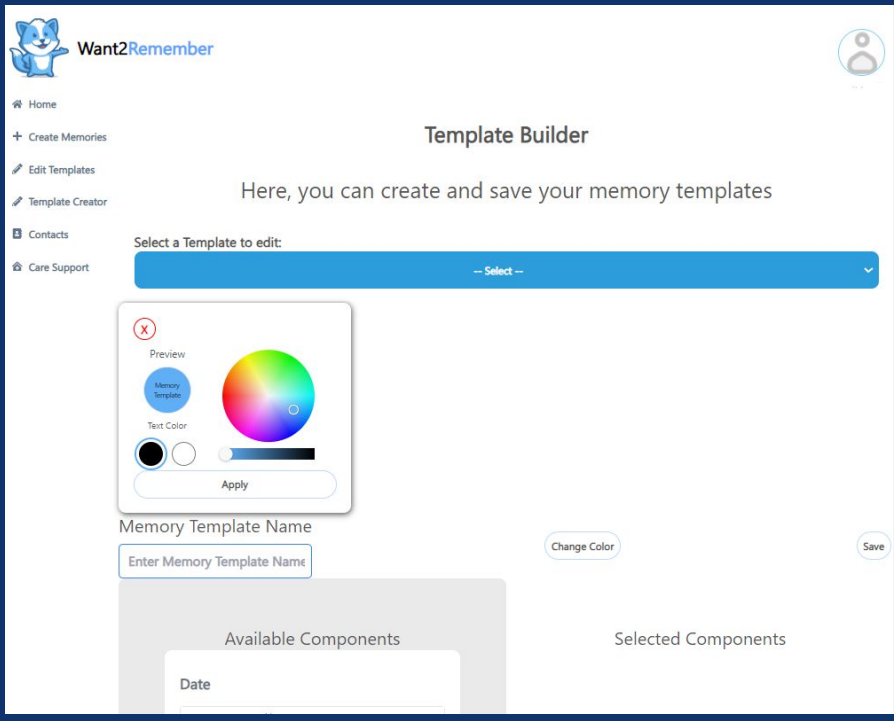 Want2Remember
Home
Create Memories
Edit Templates
Template Creator
Contacts
Care Support
Template Builder
Here, you can create and save your memory templates
Select a Template to edit:
-- Select --
X
Preview
Memory
Template
Text Color
Apply
Memory Template Name
Enter Memory Template Name
Change Color
Save
Available Components
Selected Components
Date